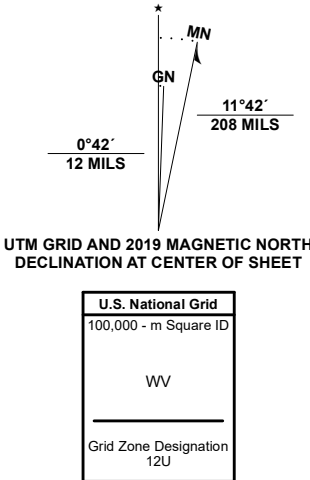 ★
MN
GN
11°42´
208 MILS
0°42´
12 MILS
UTM GRID AND 2019 MAGNETIC NORTH
DECLINATION AT CENTER OF SHEET
U.S. National Grid
100,000 - m Square ID
WV
Grid Zone Designation
12U